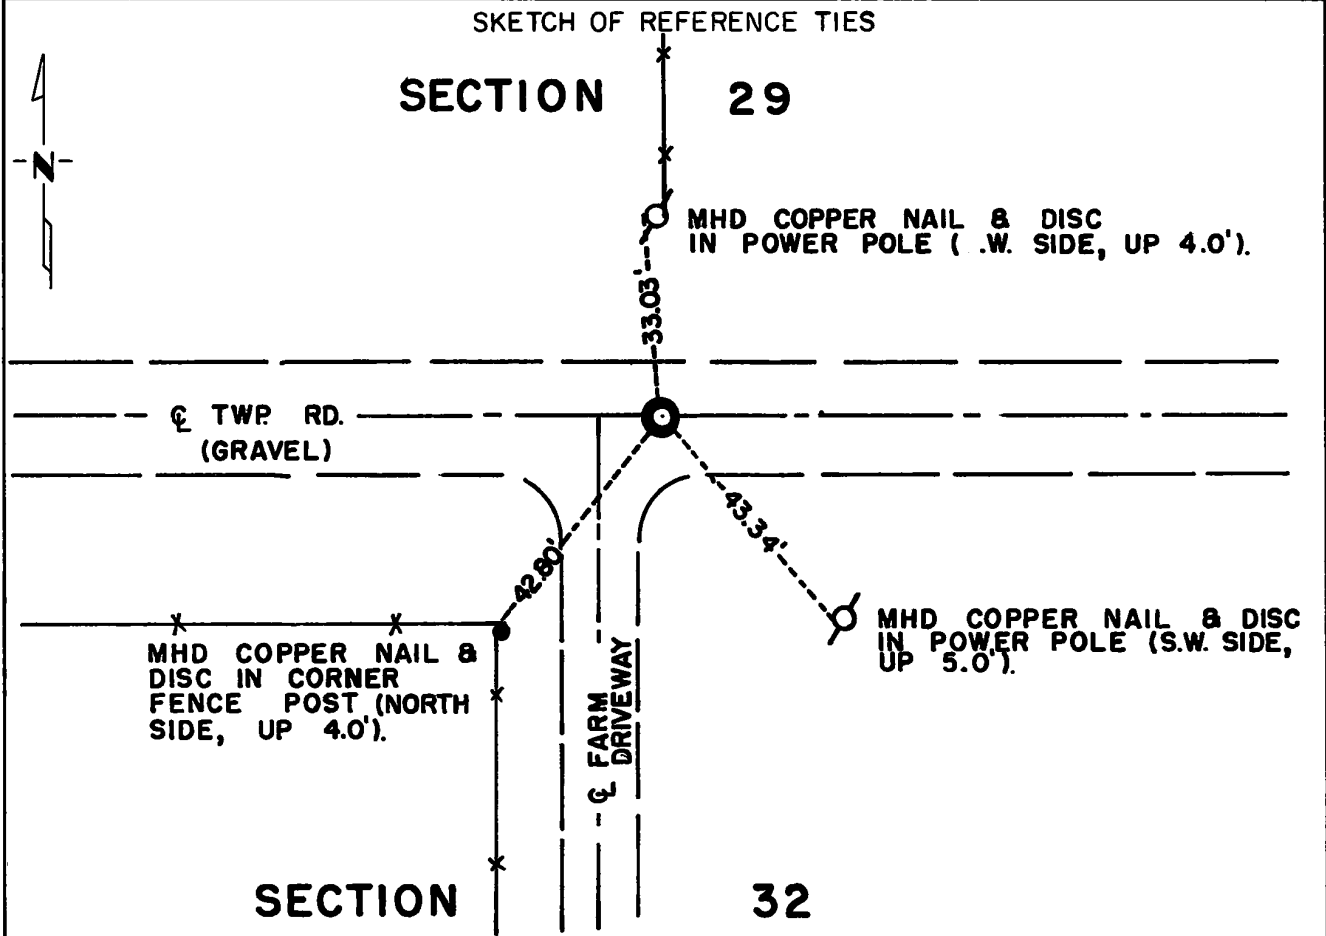 SKETCH OF REFERENCE TIES
SECTION 29
N
MHD COPPER NAIL & DISC
IN POWER POLE ( .W. SIDE, UP 4.0').
33.03'
℄ TWP. RD.
(GRAVEL)
42.80'
43.34'
MHD COPPER NAIL & DISC
IN POWER POLE (S.W. SIDE,
UP 5.0').
MHD COPPER NAIL &
DISC IN CORNER
FENCE POST (NORTH
SIDE, UP 4.0').
℄ FARM
DRIVEWAY
SECTION 32